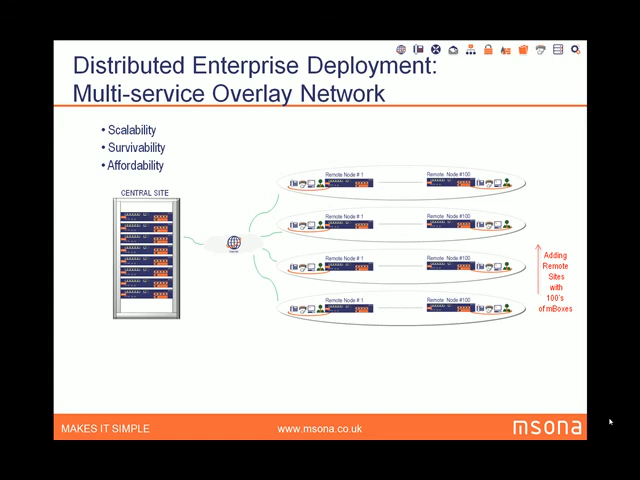 Distributed Enterprise Deployment:
Multi-service Overlay Network
• Scalability
• Survivability
• Affordability
CENTRAL SITE
Remote Node # 1
Remote Node #100
Remote Node # 1
Remote Node #100
Remote Node # 1
Remote Node #100
Remote Node # 1
Remote Node #100
Adding
Remote
Sites
with
100's
of mBoxes
MAKES IT SIMPLE
www.msona.co.uk
msona